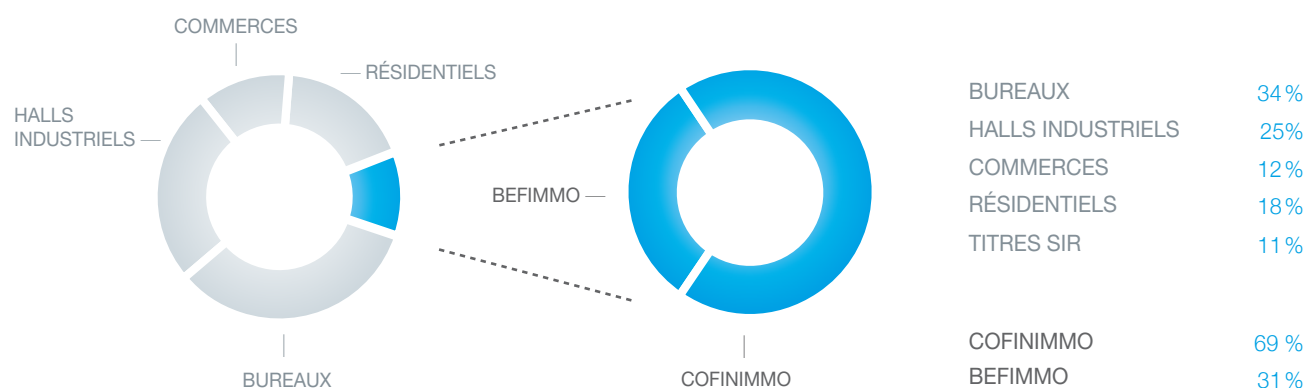 COMMERCES
RÉSIDENTIELS
HALLS
INDUSTRIELS
BUREAUX
BEFIMMO
COFINIMMO
BUREAUX 34 %
HALLS INDUSTRIELS 25%
COMMERCES 12 %
RÉSIDENTIELS 18 %
TITRES SIR 11 %
COFINIMMO 69 %
BEFIMMO 31 %